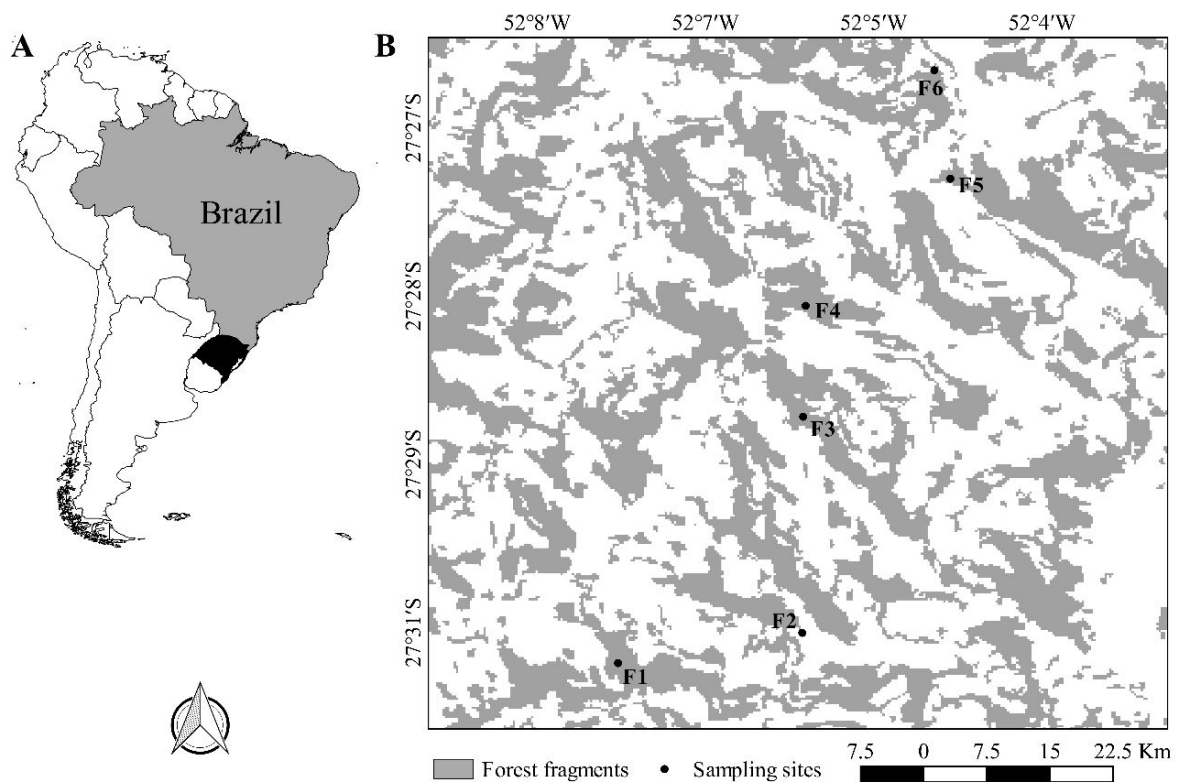 A
B
52°8′W 52°7′W 52°5′W 52°4′W
27°27′S
27°28′S
27°29′S
27°31′S
Brazil
F6
F5
F4
F3
F2
F1
Forest fragments
Sampling sites
7.5 0 7.5 15 22.5 Km